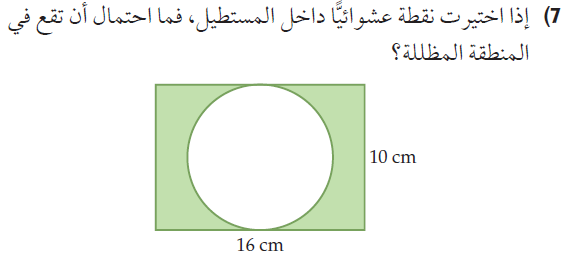 7) إذا اختيرت نقطة عشوائيًّا داخل المستطيل، فما احتمال أن تقع في
المنطقة المظللة؟
10 cm
16 cm